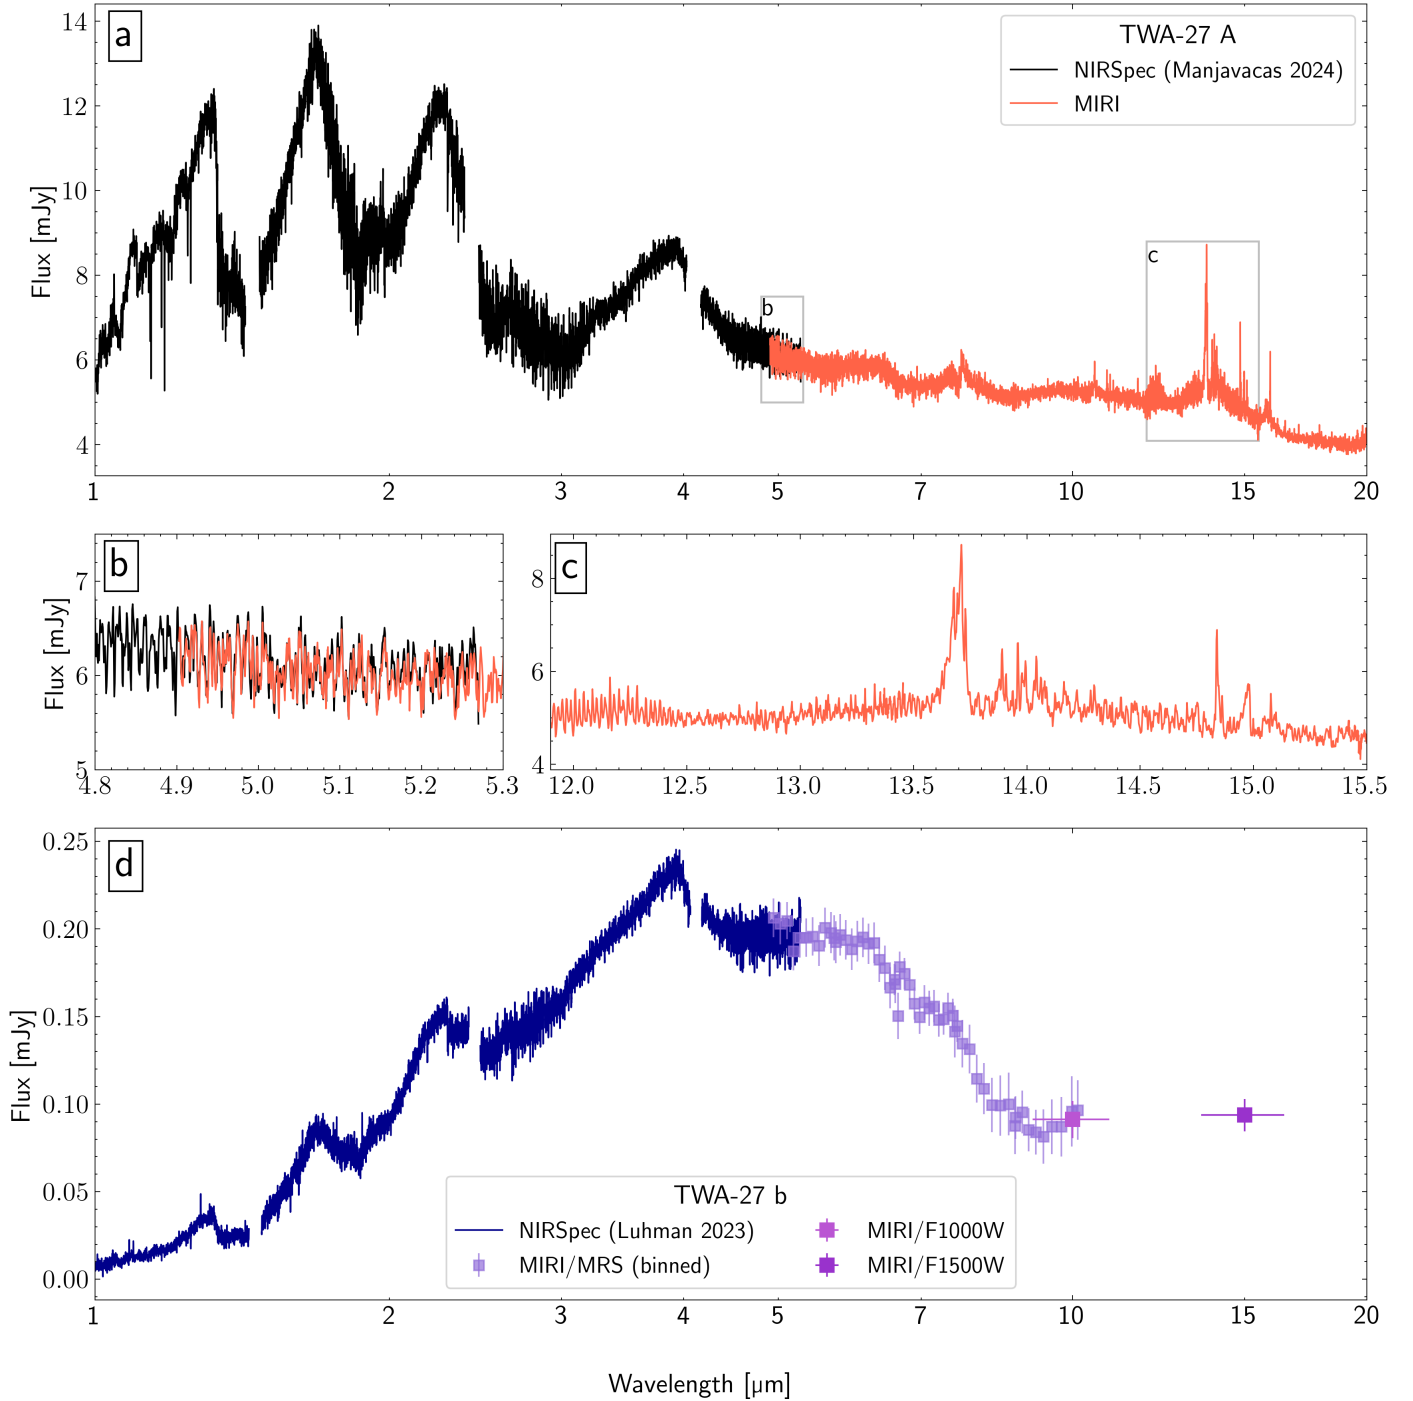 a
TWA-27 A
NIRSpec (Manjavacas 2024)
MIRI
14
12
10
8
6
4
Flux [mJy]
b
c
1 2 3 4 5 7 10 15 20
b
7
6
5
Flux [mJy]
4.8 4.9 5.0 5.1 5.2 5.3
c
8
6
4
12.0 12.5 13.0 13.5 14.0 14.5 15.0 15.5
d
0.25
0.20
0.15
0.10
0.05
0.00
Flux [mJy]
TWA-27 b
NIRSpec (Luhman 2023)
MIRI/MRS (binned)
MIRI/F1000W
MIRI/F1500W
1 2 3 4 5 7 10 15 20
Wavelength [μm]